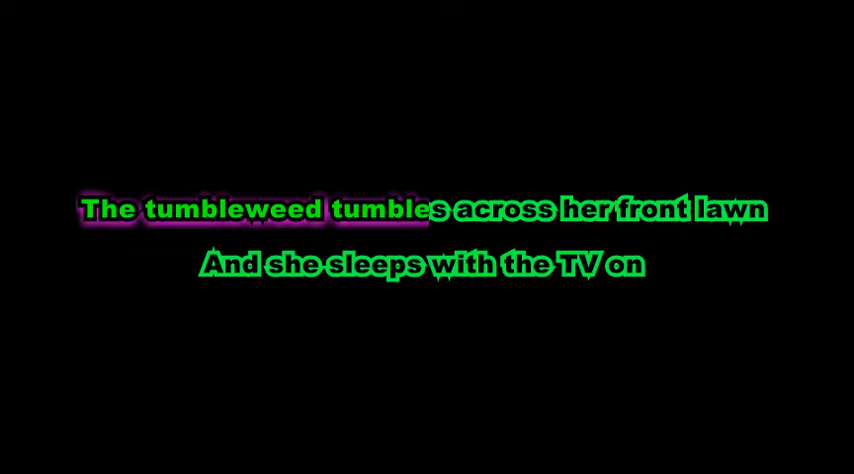 The tumbleweed tumbles across her front lawn
And she sleeps with the TV on